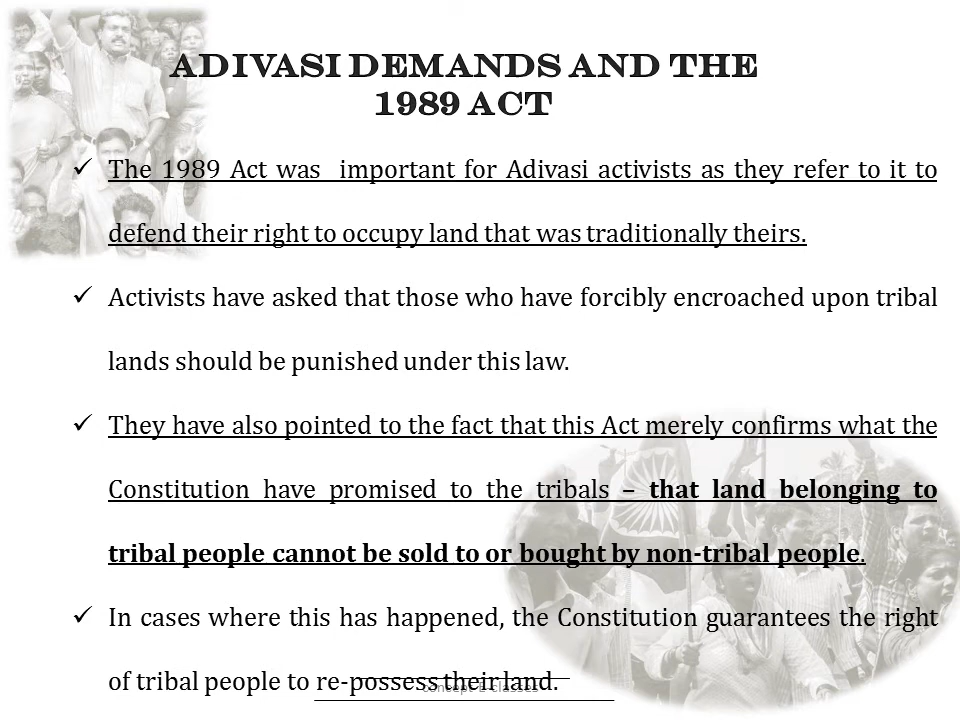 ADIVASI DEMANDS AND THE
1989 ACT
✓ The 1989 Act was important for Adivasi activists as they refer to it to
defend their right to occupy land that was traditionally theirs.
✓ Activists have asked that those who have forcibly encroached upon tribal
lands should be punished under this law.
✓ They have also pointed to the fact that this Act merely confirms what the
Constitution have promised to the tribals – that land belonging to
tribal people cannot be sold to or bought by non-tribal people.
✓ In cases where this has happened, the Constitution guarantees the right
of tribal people to re-possess their land.
concept E-classes